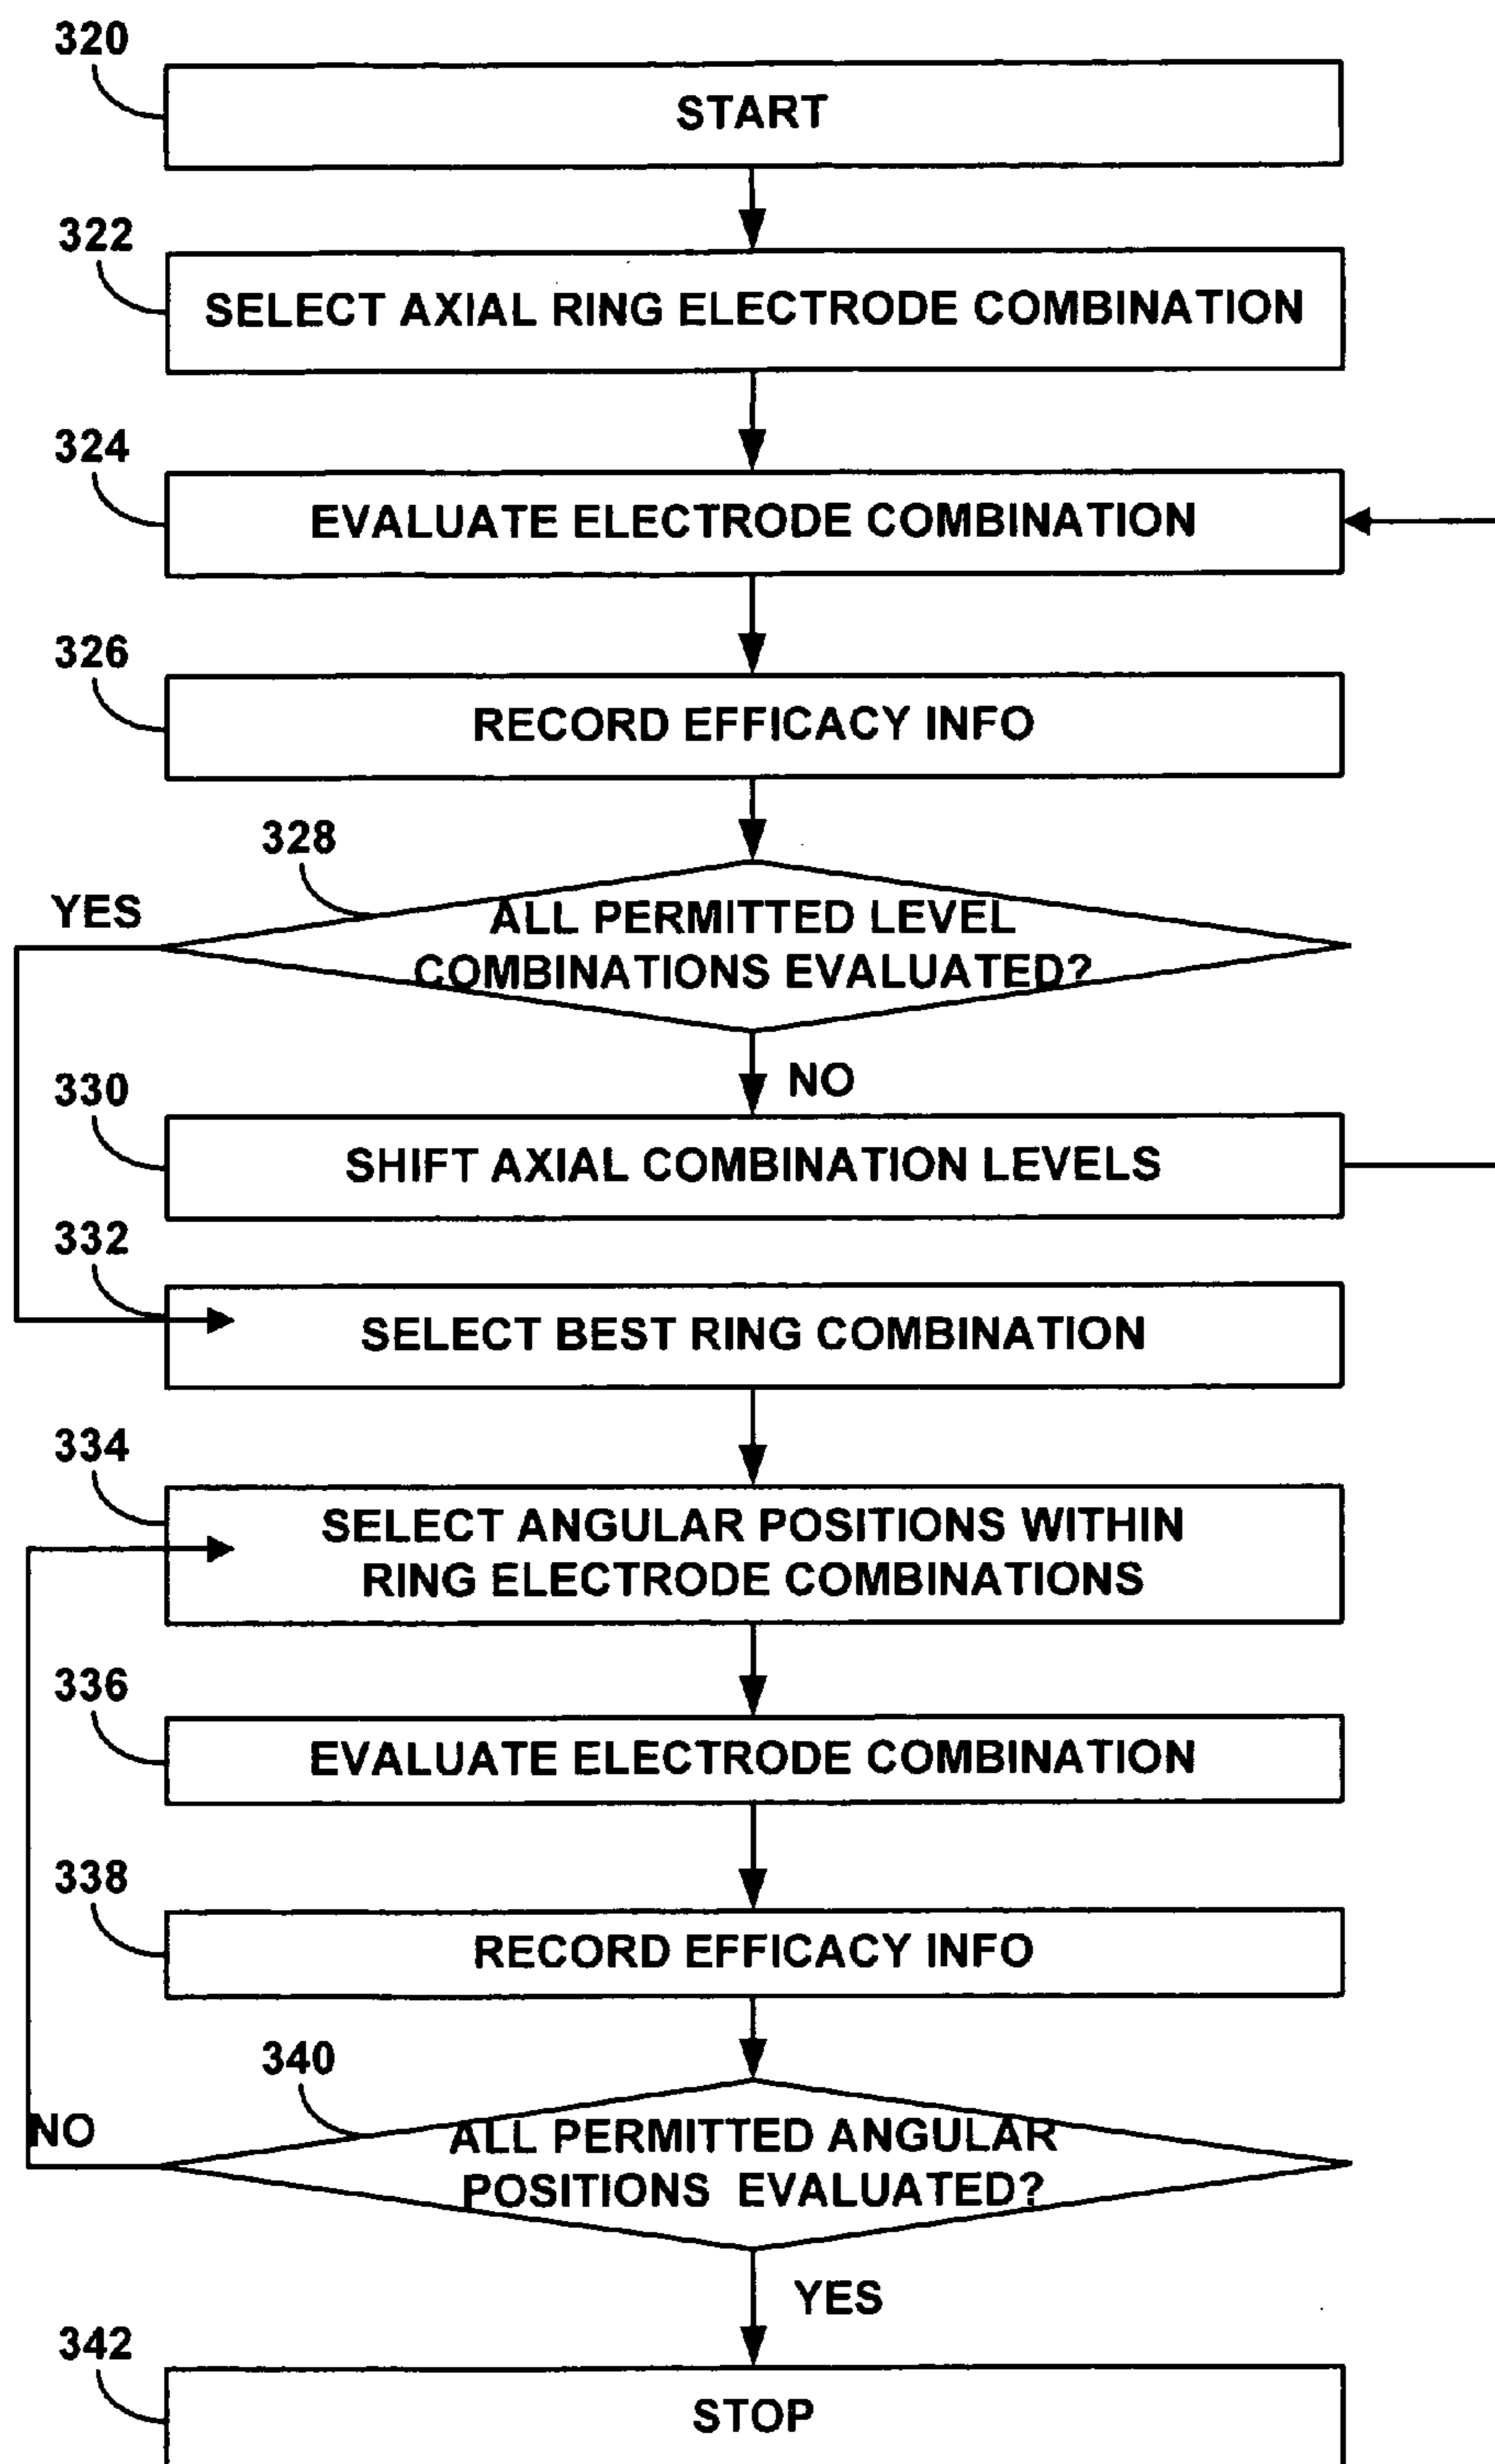 320
START
322
SELECT AXIAL RING ELECTRODE COMBINATION
324
EVALUATE ELECTRODE COMBINATION
326
RECORD EFFICACY INFO
328
YES
ALL PERMITTED LEVEL
COMBINATIONS EVALUATED?
NO
330
SHIFT AXIAL COMBINATION LEVELS
332
SELECT BEST RING COMBINATION
334
SELECT ANGULAR POSITIONS WITHIN
RING ELECTRODE COMBINATIONS
336
EVALUATE ELECTRODE COMBINATION
338
RECORD EFFICACY INFO
340
NO
ALL PERMITTED ANGULAR
POSITIONS EVALUATED?
YES
342
STOP